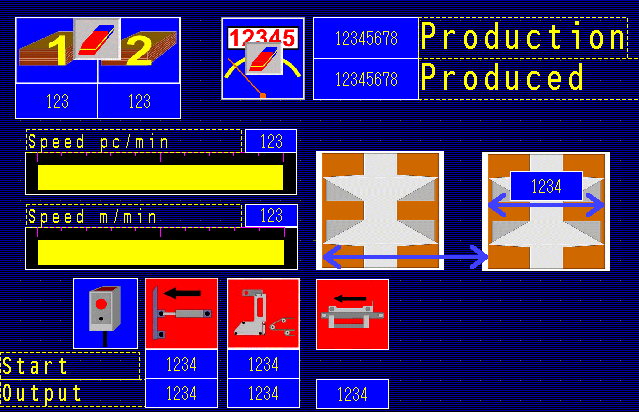 1 2
123 123
12345
12345678 Production
12345678 Produced
Speed pc/min 123
Speed m/min 123
1234
Start 1234 1234
Output 1234 1234 1234